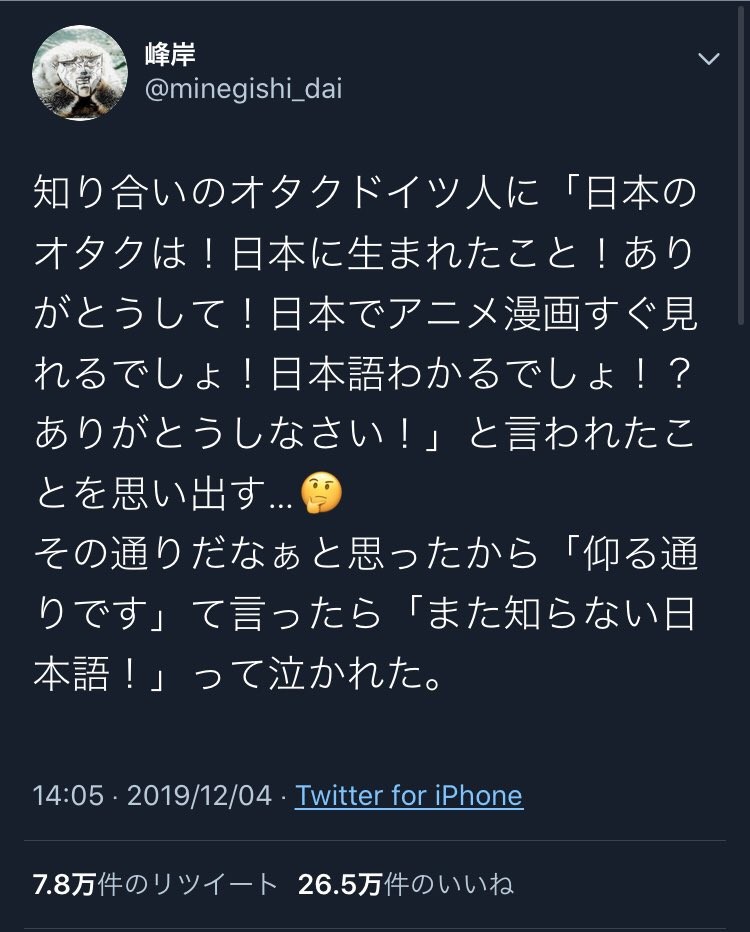 峰岸
@minegishi_dai
知り合いのオタクドイツ人に「日本の
オタクは！日本に生まれたこと！あり
がとうして！日本でアニメ漫画すぐ見
れるでしょ！日本語わかるでしょ！？
ありがとうしなさい！」と言われたこ
とを思い出す...🤔
その通りだなぁと思ったから「仰る通
りです」て言ったら「また知らない日
本語！」って泣かれた。
14:05 · 2019/12/04 · Twitter for iPhone
7.8万件のリツイート 26.5万件のいいね